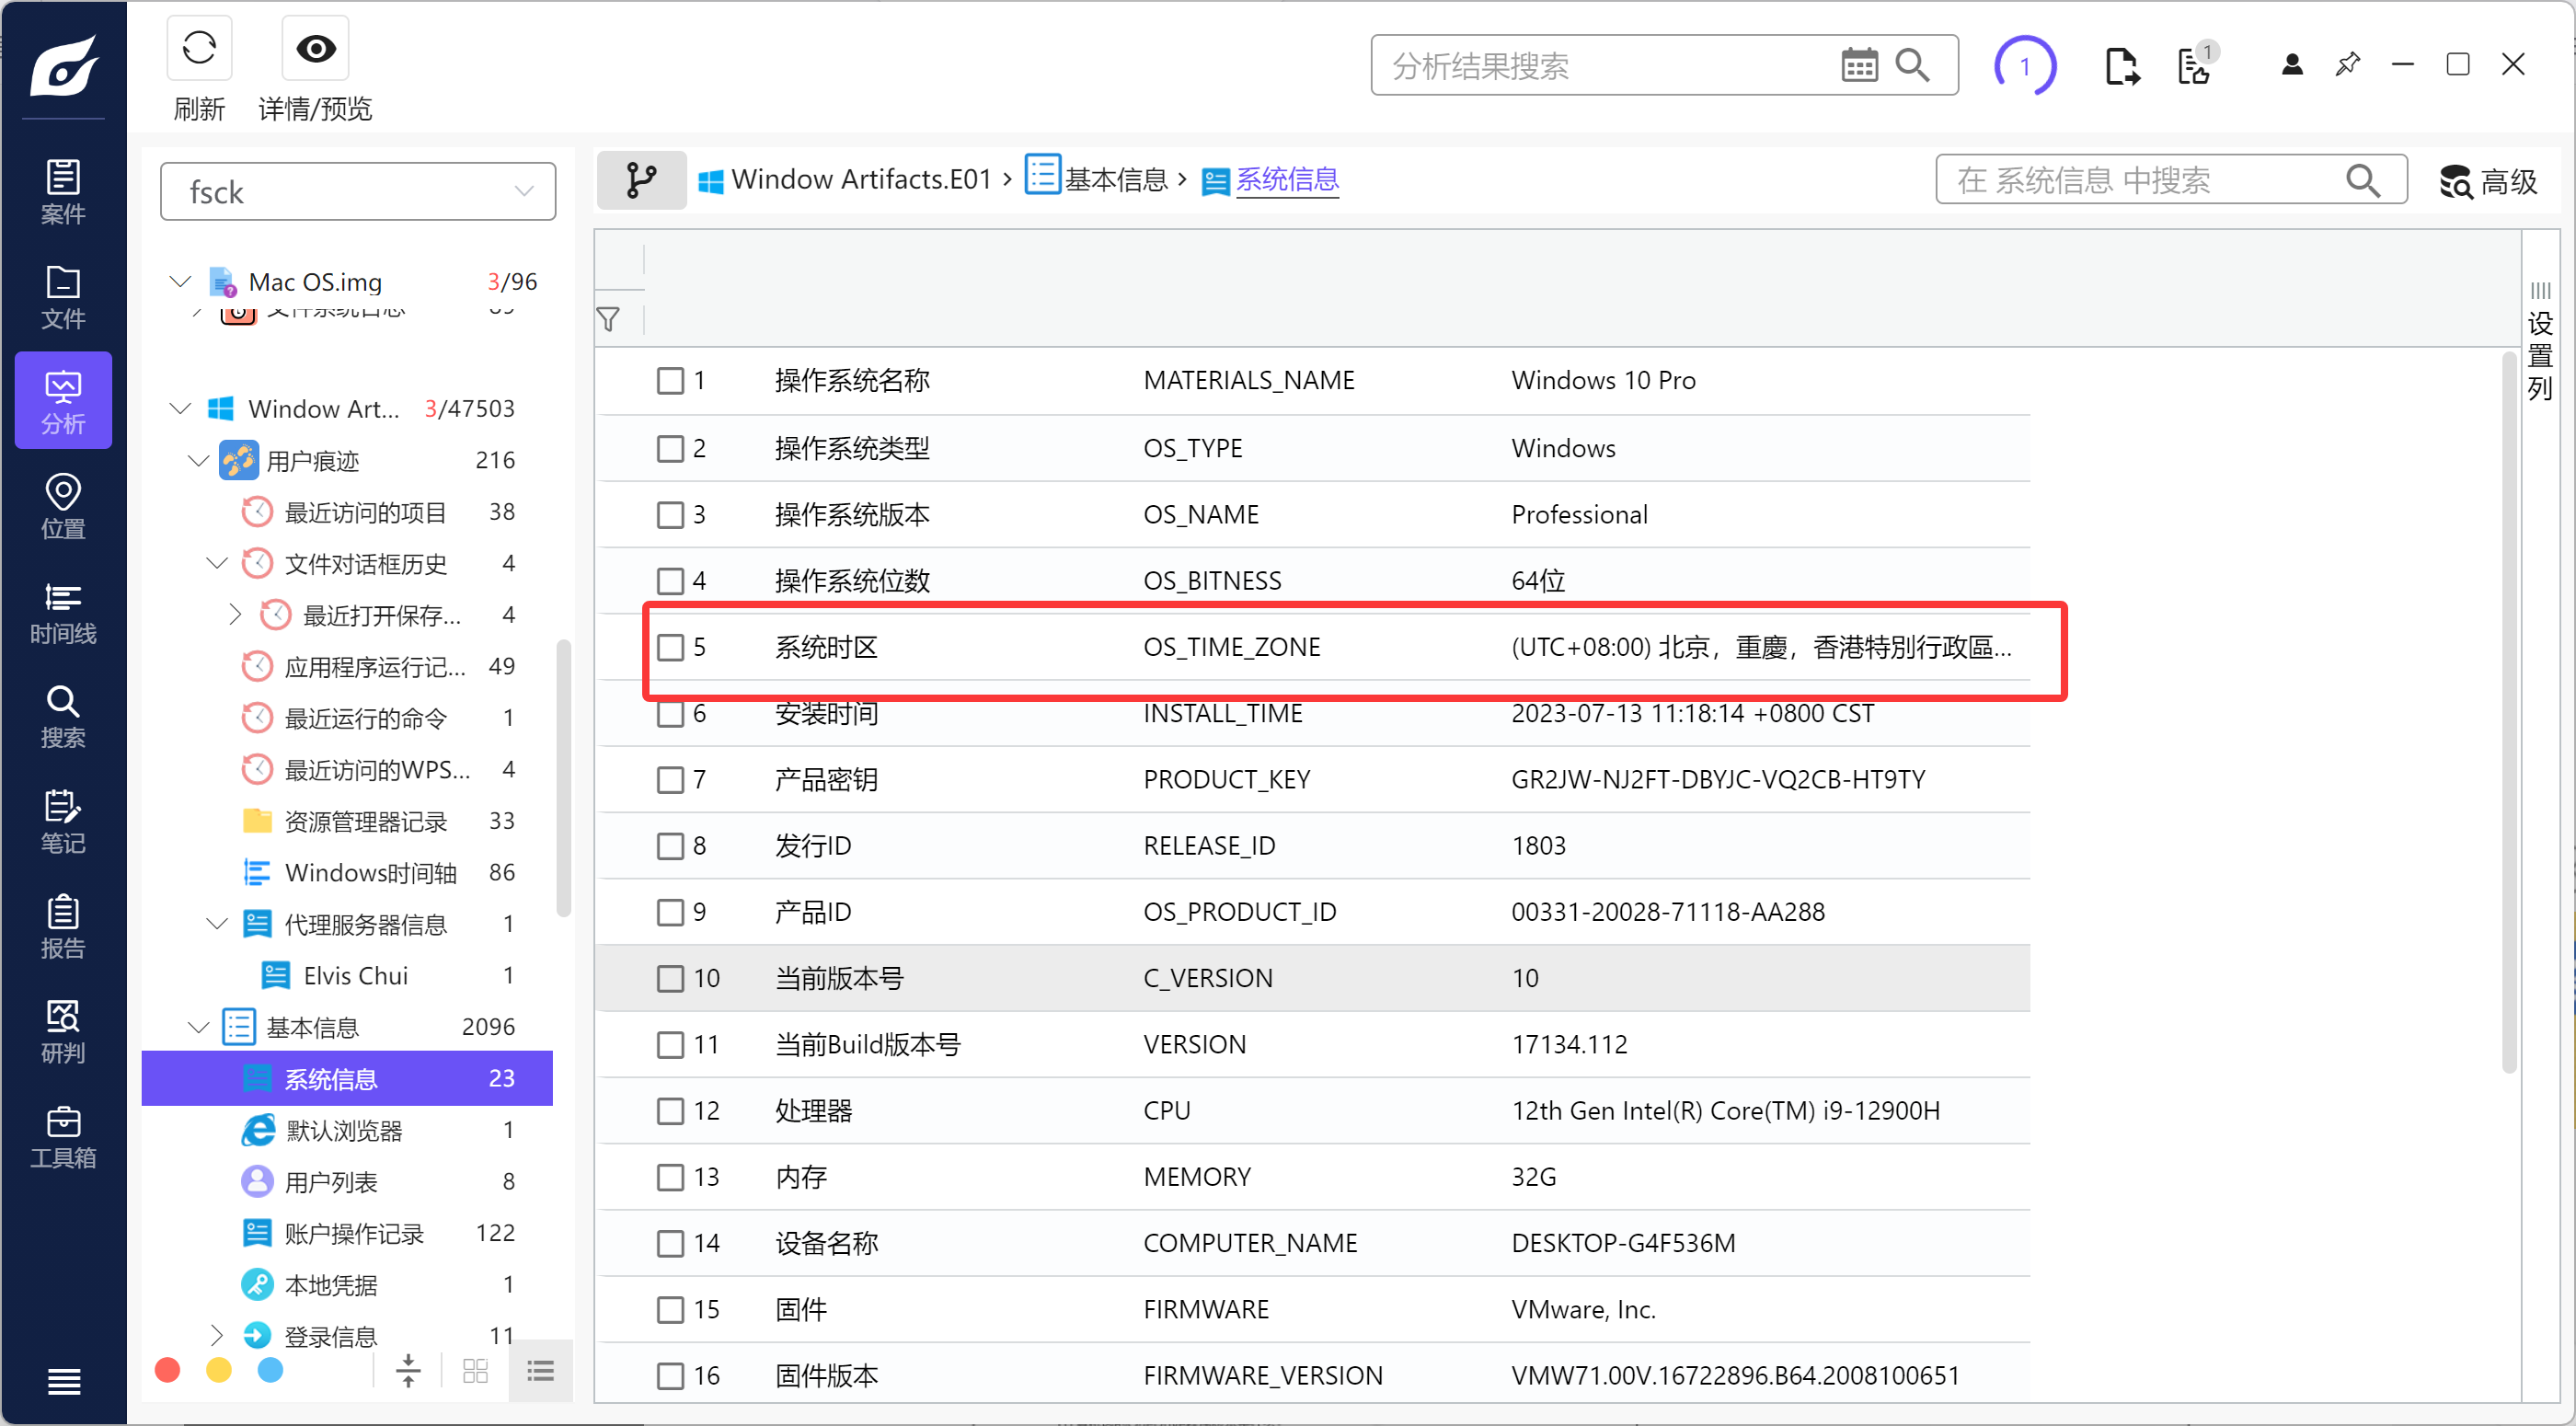 刷新
详情/预览
分析结果搜索
1
1
案件
文件
分析
位置
时间线
搜索
笔记
报告
研判
工具箱
fsck
Mac OS.img 3/96
文件系统日志 89
Window Art... 3/47503
用户痕迹 216
最近访问的项目 38
文件对话框历史 4
最近打开保存... 4
应用程序运行记... 49
最近运行的命令 1
最近访问的WPS... 4
资源管理器记录 33
Windows时间轴 86
代理服务器信息 1
Elvis Chui 1
基本信息 2096
系统信息 23
默认浏览器 1
用户列表 8
账户操作记录 122
本地凭据 1
登录信息 11
Window Artifacts.E01 › 基本信息 › 系统信息
在 系统信息 中搜索
高级
设置列
1 操作系统名称 MATERIALS_NAME Windows 10 Pro
2 操作系统类型 OS_TYPE Windows
3 操作系统版本 OS_NAME Professional
4 操作系统位数 OS_BITNESS 64位
5 系统时区 OS_TIME_ZONE (UTC+08:00) 北京，重慶，香港特別行政區...
6 安装时间 INSTALL_TIME 2023-07-13 11:18:14 +0800 CST
7 产品密钥 PRODUCT_KEY GR2JW-NJ2FT-DBYJC-VQ2CB-HT9TY
8 发行ID RELEASE_ID 1803
9 产品ID OS_PRODUCT_ID 00331-20028-71118-AA288
10 当前版本号 C_VERSION 10
11 当前Build版本号 VERSION 17134.112
12 处理器 CPU 12th Gen Intel(R) Core(TM) i9-12900H
13 内存 MEMORY 32G
14 设备名称 COMPUTER_NAME DESKTOP-G4F536M
15 固件 FIRMWARE VMware, Inc.
16 固件版本 FIRMWARE_VERSION VMW71.00V.16722896.B64.2008100651